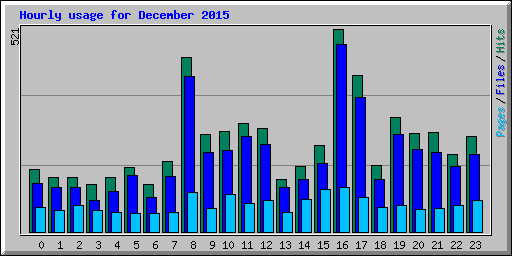 Hourly usage for December 2015
521
Pages / Files / Hits
0 1 2 3 4 5 6 7 8 9 10 11 12 13 14 15 16 17 18 19 20 21 22 23